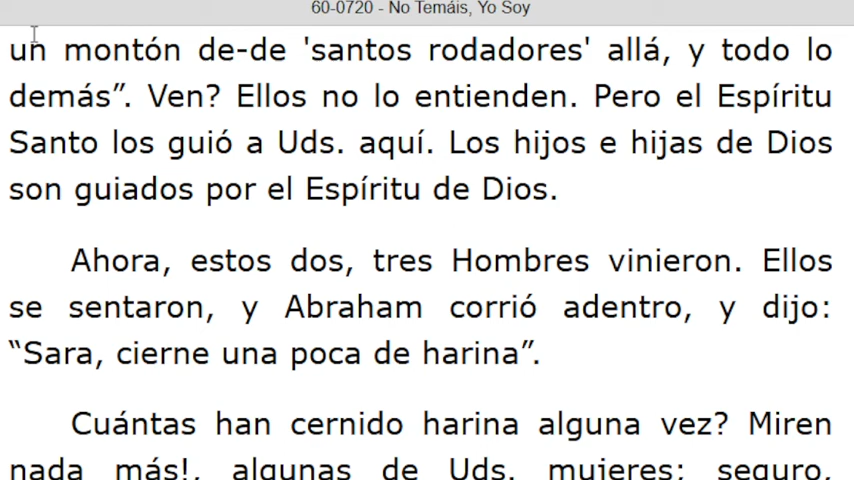 60-0720 - No Temáis, Yo Soy
un montón de-de 'santos rodadores' allá, y todo lo
demás”. Ven? Ellos no lo entienden. Pero el Espíritu
Santo los guió a Uds. aquí. Los hijos e hijas de Dios
son guiados por el Espíritu de Dios.
Ahora, estos dos, tres Hombres vinieron. Ellos
se sentaron, y Abraham corrió adentro, y dijo:
“Sara, cierne una poca de harina”.
Cuántas han cernido harina alguna vez? Miren
nada más!, algunas de Uds. mujeres; seguro,